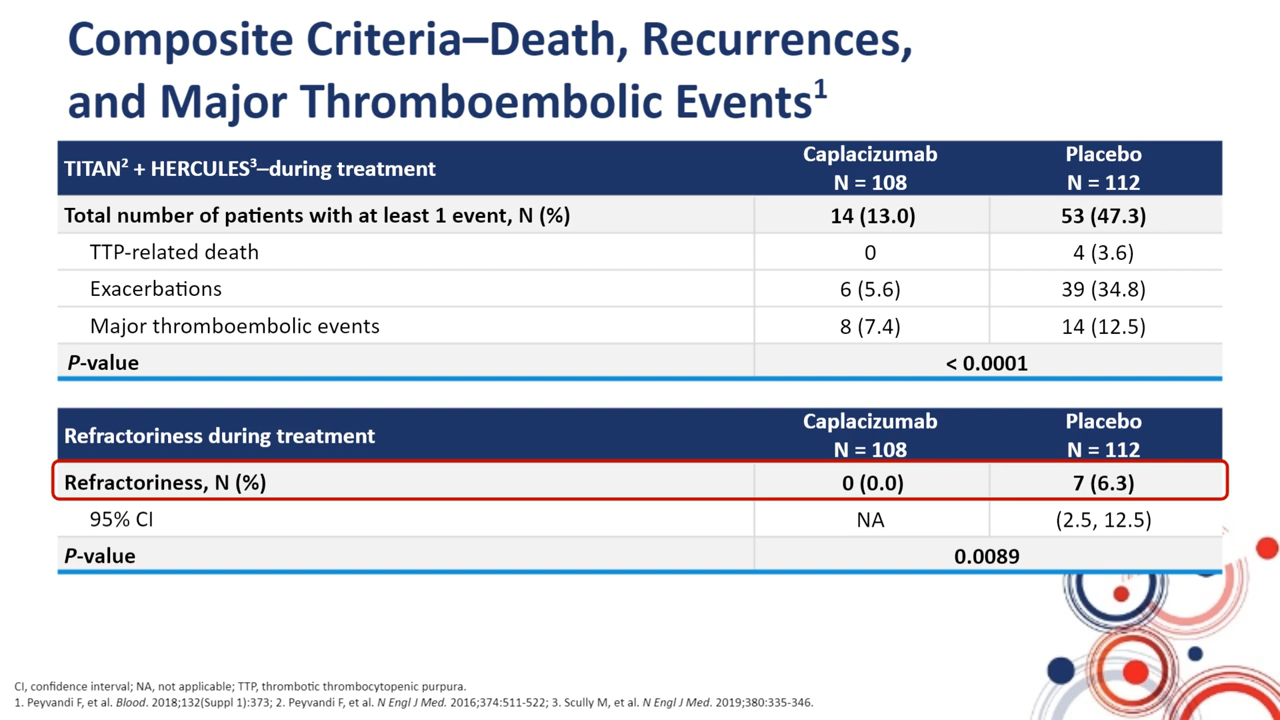 Composite Criteria–Death, Recurrences,
and Major Thromboembolic Events¹
TITAN² + HERCULES³–during treatment Caplacizumab N = 108 Placebo N = 112
Total number of patients with at least 1 event, N (%) 14 (13.0) 53 (47.3)
TTP-related death 0 4 (3.6)
Exacerbations 6 (5.6) 39 (34.8)
Major thromboembolic events 8 (7.4) 14 (12.5)
P-value < 0.0001
Refractoriness during treatment Caplacizumab N = 108 Placebo N = 112
Refractoriness, N (%) 0 (0.0) 7 (6.3)
95% CI NA (2.5, 12.5)
P-value 0.0089
CI, confidence interval; NA, not applicable; TTP, thrombotic thrombocytopenic purpura.
1. Peyvandi F, et al. Blood. 2018;132(Suppl 1):373; 2. Peyvandi F, et al. N Engl J Med. 2016;374:511-522; 3. Scully M, et al. N Engl J Med. 2019;380:335-346.